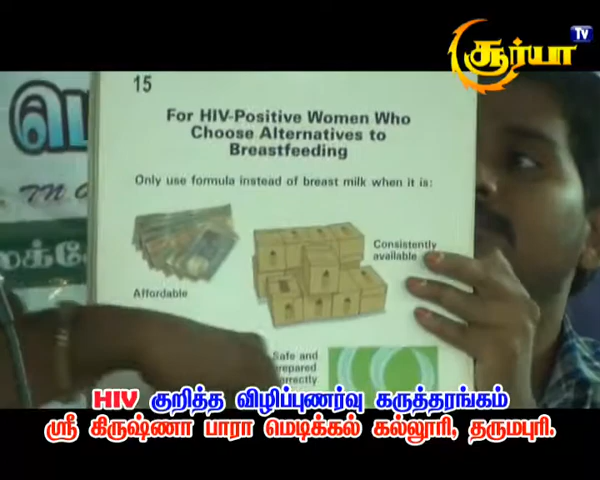 சூர்யா TV
15
For HIV-Positive Women Who
Choose Alternatives to
Breastfeeding
Only use formula instead of breast milk when it is:
Consistently
available
Affordable
Safe and
prepared
correctly
TN
HIV குறித்த விழிப்புணர்வு கருத்தரங்கம்
ஸ்ரீ கிருஷ்ணா பாரா மெடிக்கல் கல்லூரி, தருமபுரி.